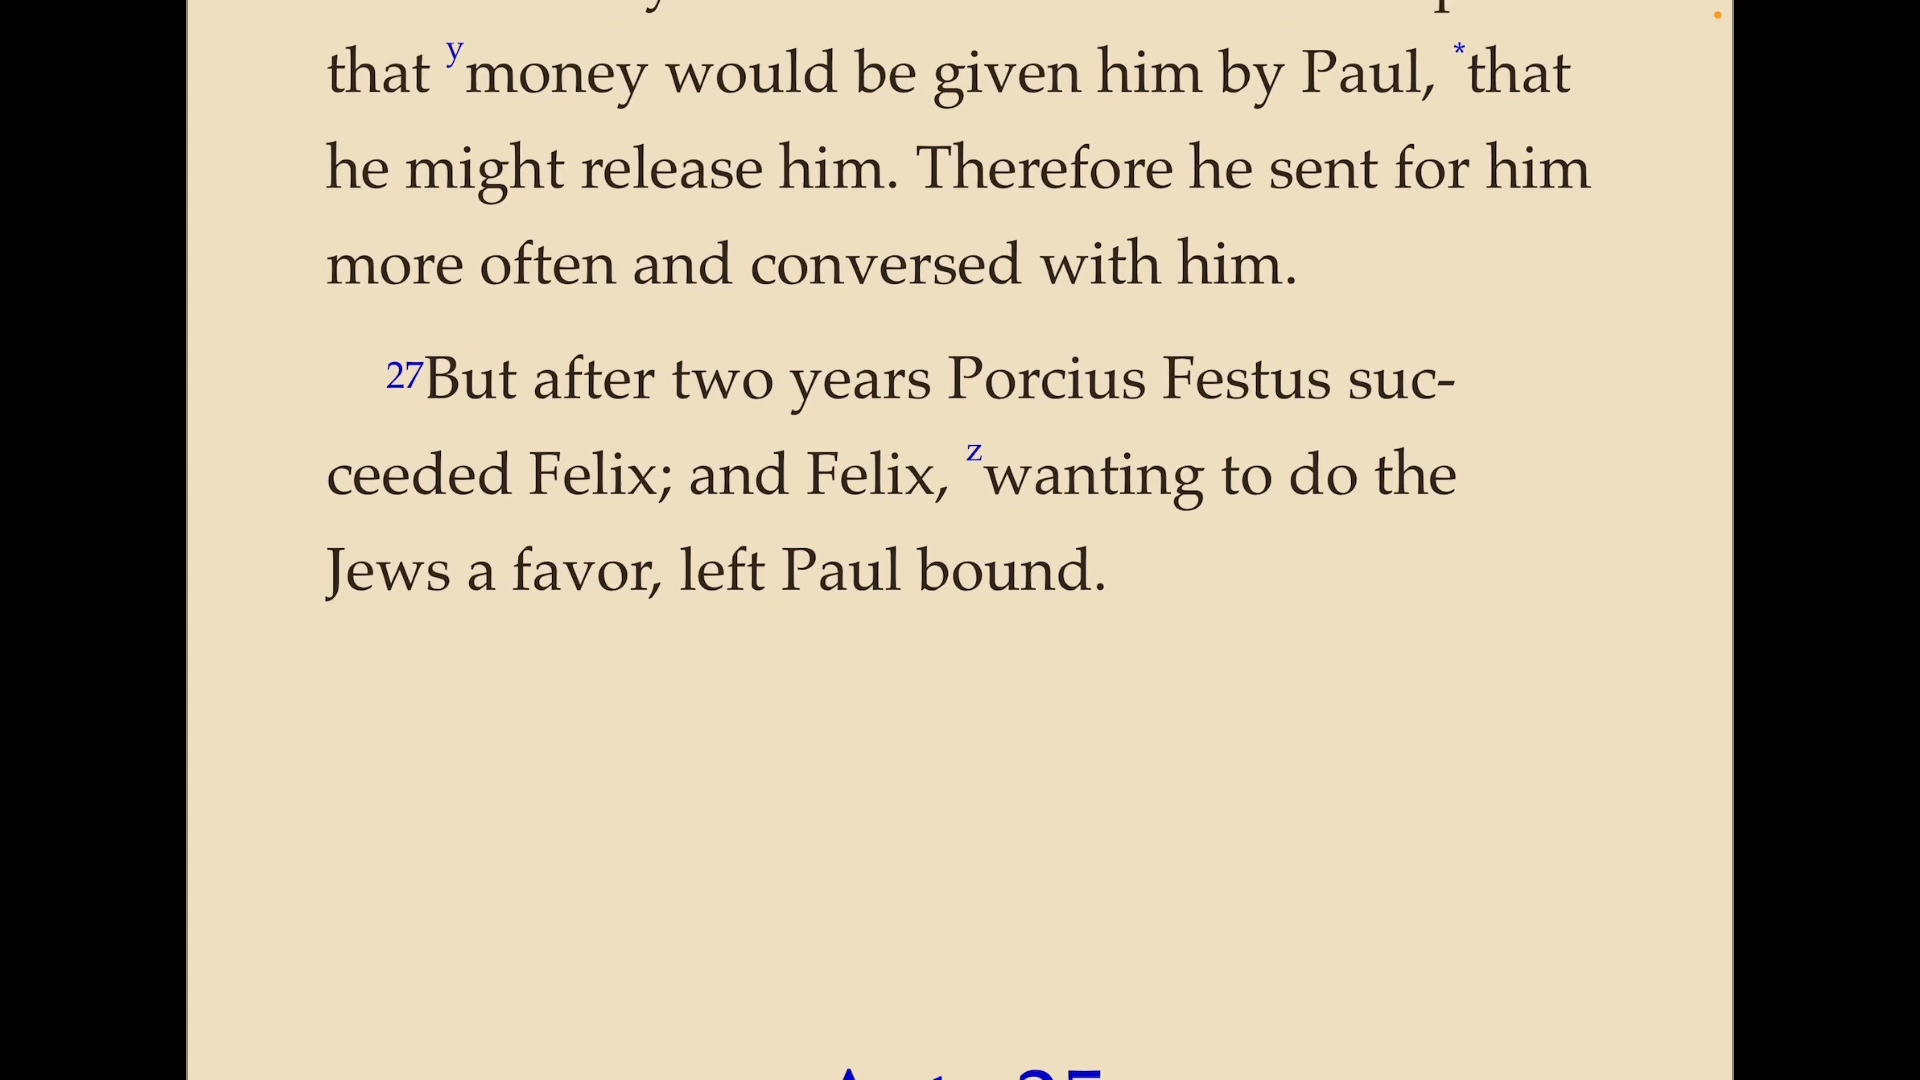 that ymoney would be given him by Paul, *that
he might release him. Therefore he sent for him
more often and conversed with him.
27But after two years Porcius Festus suc-
ceeded Felix; and Felix, zwanting to do the
Jews a favor, left Paul bound.